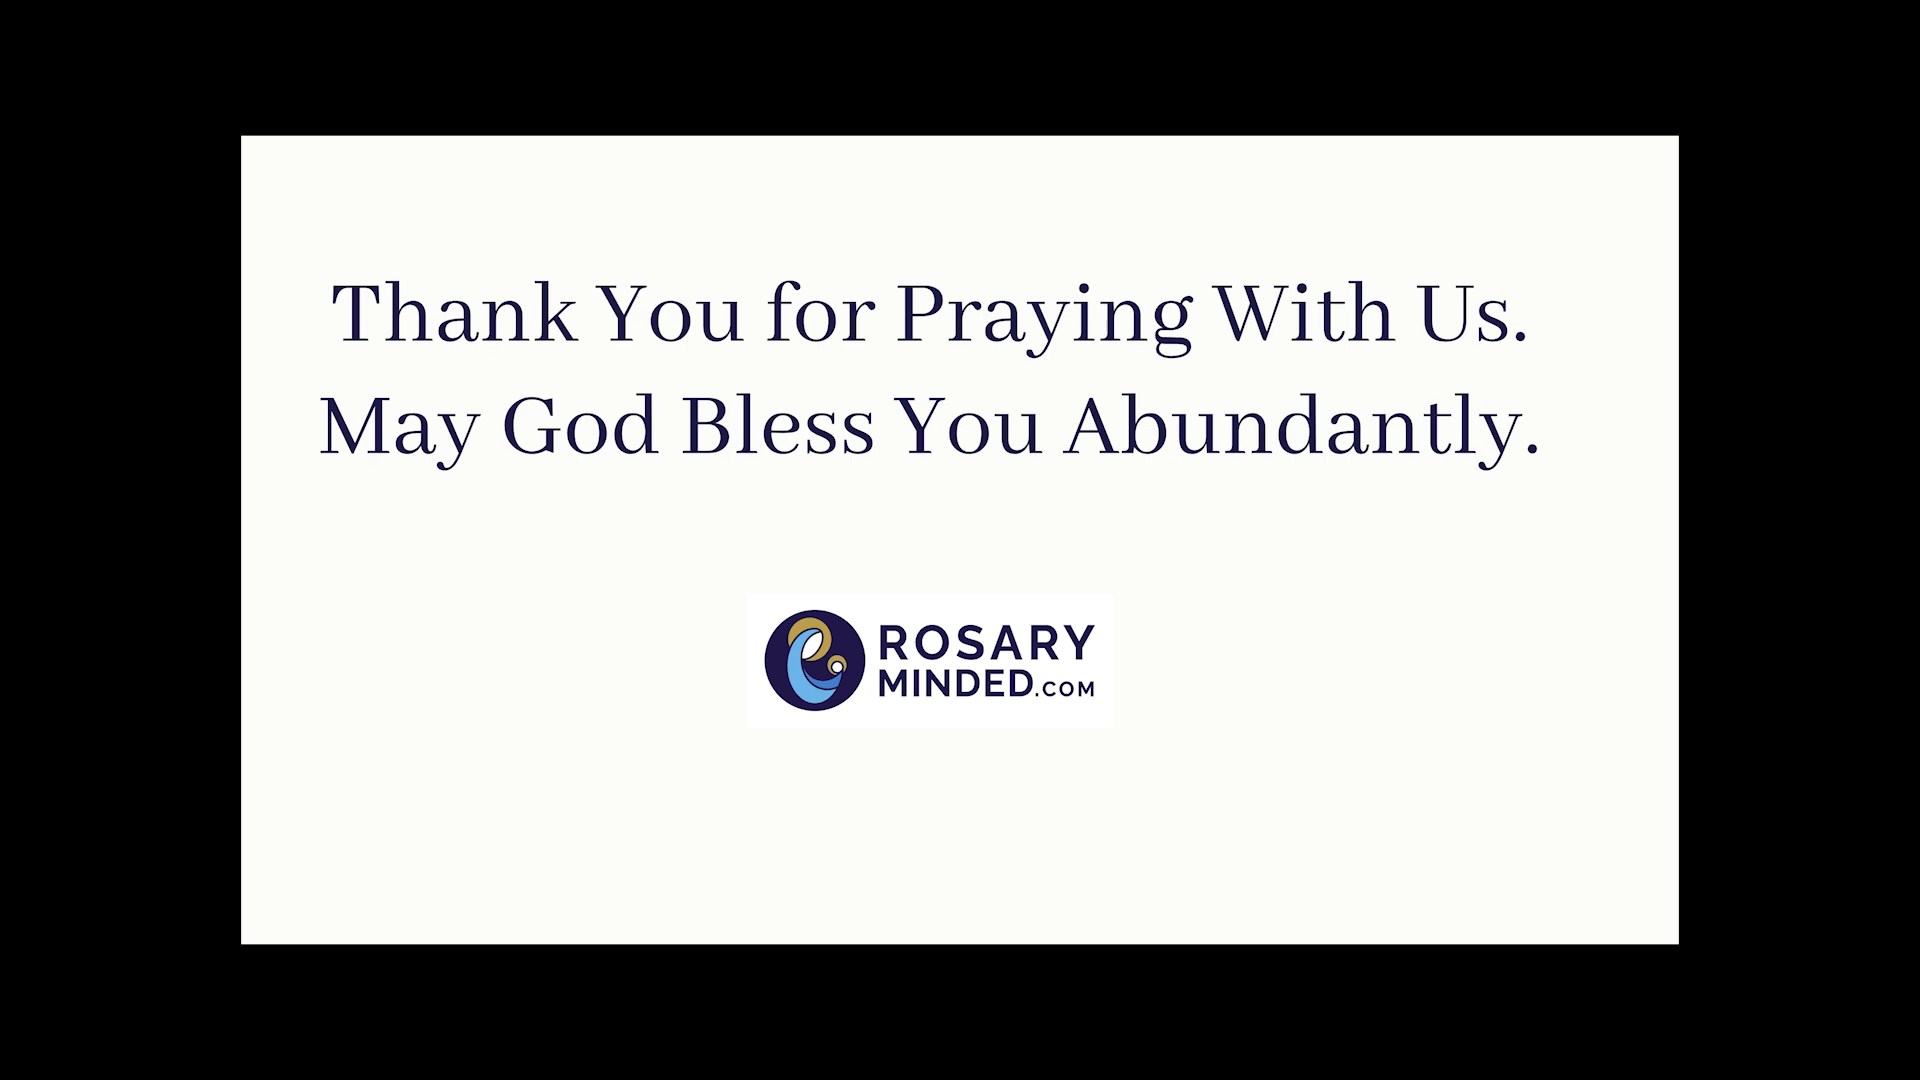 Thank You for Praying With Us.
May God Bless You Abundantly.
ROSARY
MINDED.COM